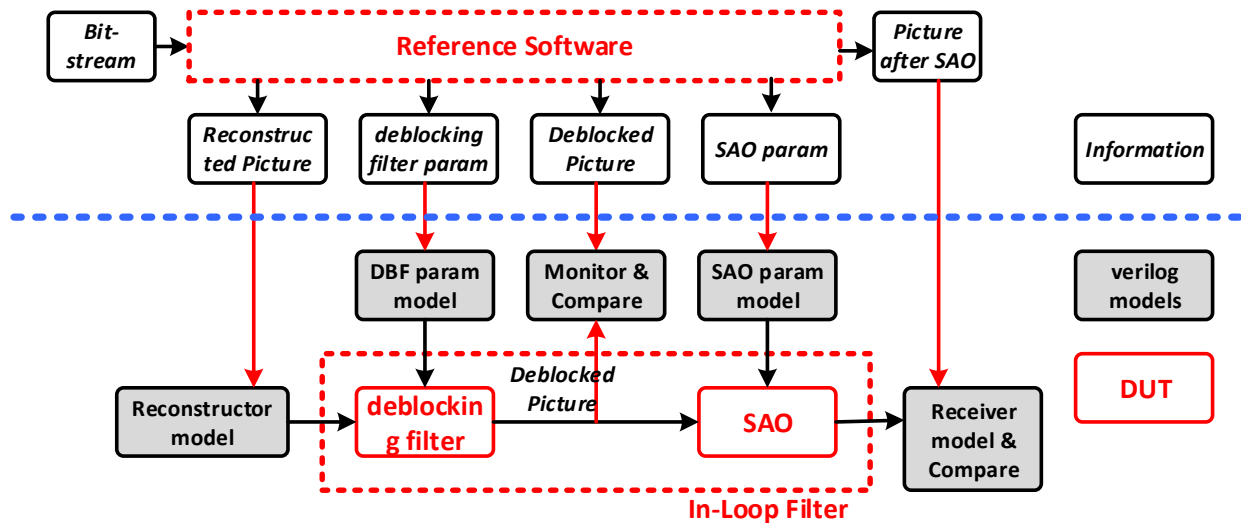 Bit-
stream
Reference Software
Picture
after SAO
Reconstruc
ted Picture
deblocking
filter param
Deblocked
Picture
SAO param
Information
DBF param
model
Monitor &
Compare
SAO param
model
verilog
models
Reconstructor
model
deblockin
g filter
Deblocked
Picture
SAO
Receiver
model &
Compare
DUT
In-Loop Filter